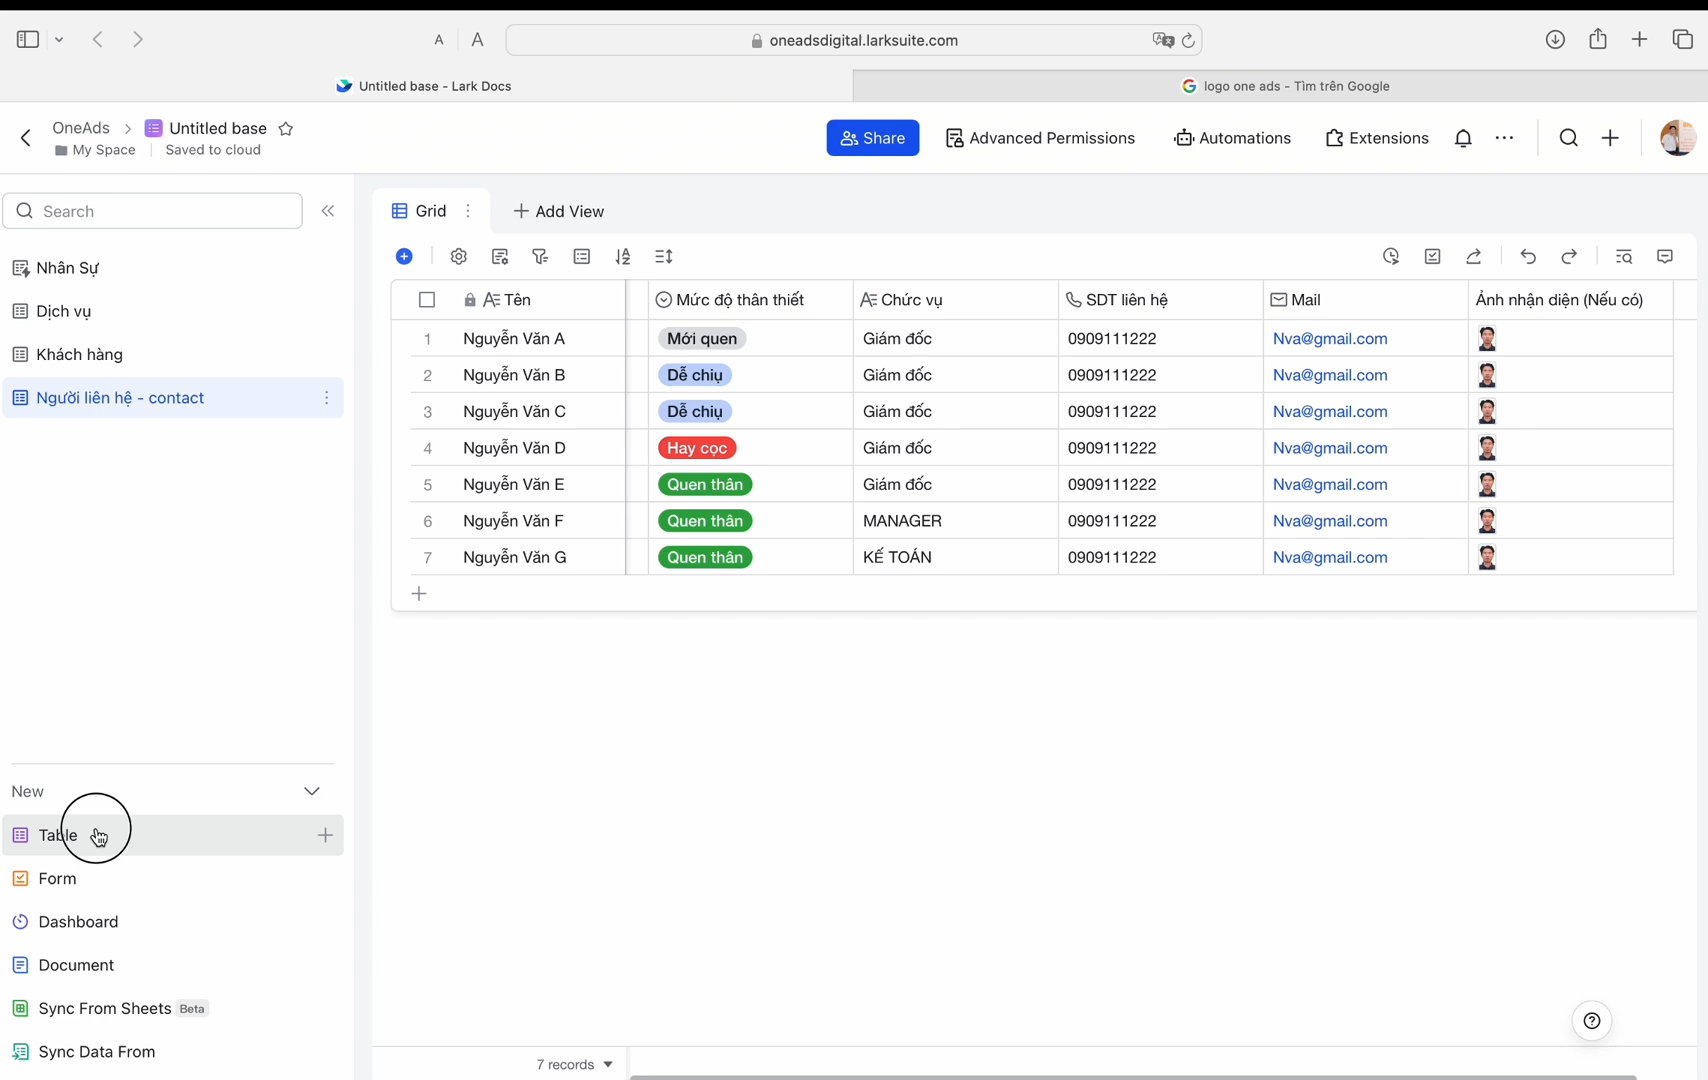 A A oneadsdigital.larksuite.com
Untitled base - Lark Docs
logo one ads - Tìm trên Google
OneAds > Untitled base
My Space | Saved to cloud
Share
Advanced Permissions
Automations
Extensions
Search
Nhân Sự
Dịch vụ
Khách hàng
Người liên hệ - contact
New
Table
Form
Dashboard
Document
Sync From Sheets Beta
Sync Data From
Grid
Add View
Tên Mức độ thân thiết Chức vụ SDT liên hệ Mail Ảnh nhận diện (Nếu có)
1 Nguyễn Văn A Mới quen Giám đốc 0909111222 Nva@gmail.com
2 Nguyễn Văn B Dễ chịu Giám đốc 0909111222 Nva@gmail.com
3 Nguyễn Văn C Dễ chịu Giám đốc 0909111222 Nva@gmail.com
4 Nguyễn Văn D Hay cọc Giám đốc 0909111222 Nva@gmail.com
5 Nguyễn Văn E Quen thân Giám đốc 0909111222 Nva@gmail.com
6 Nguyễn Văn F Quen thân MANAGER 0909111222 Nva@gmail.com
7 Nguyễn Văn G Quen thân KẾ TOÁN 0909111222 Nva@gmail.com
7 records